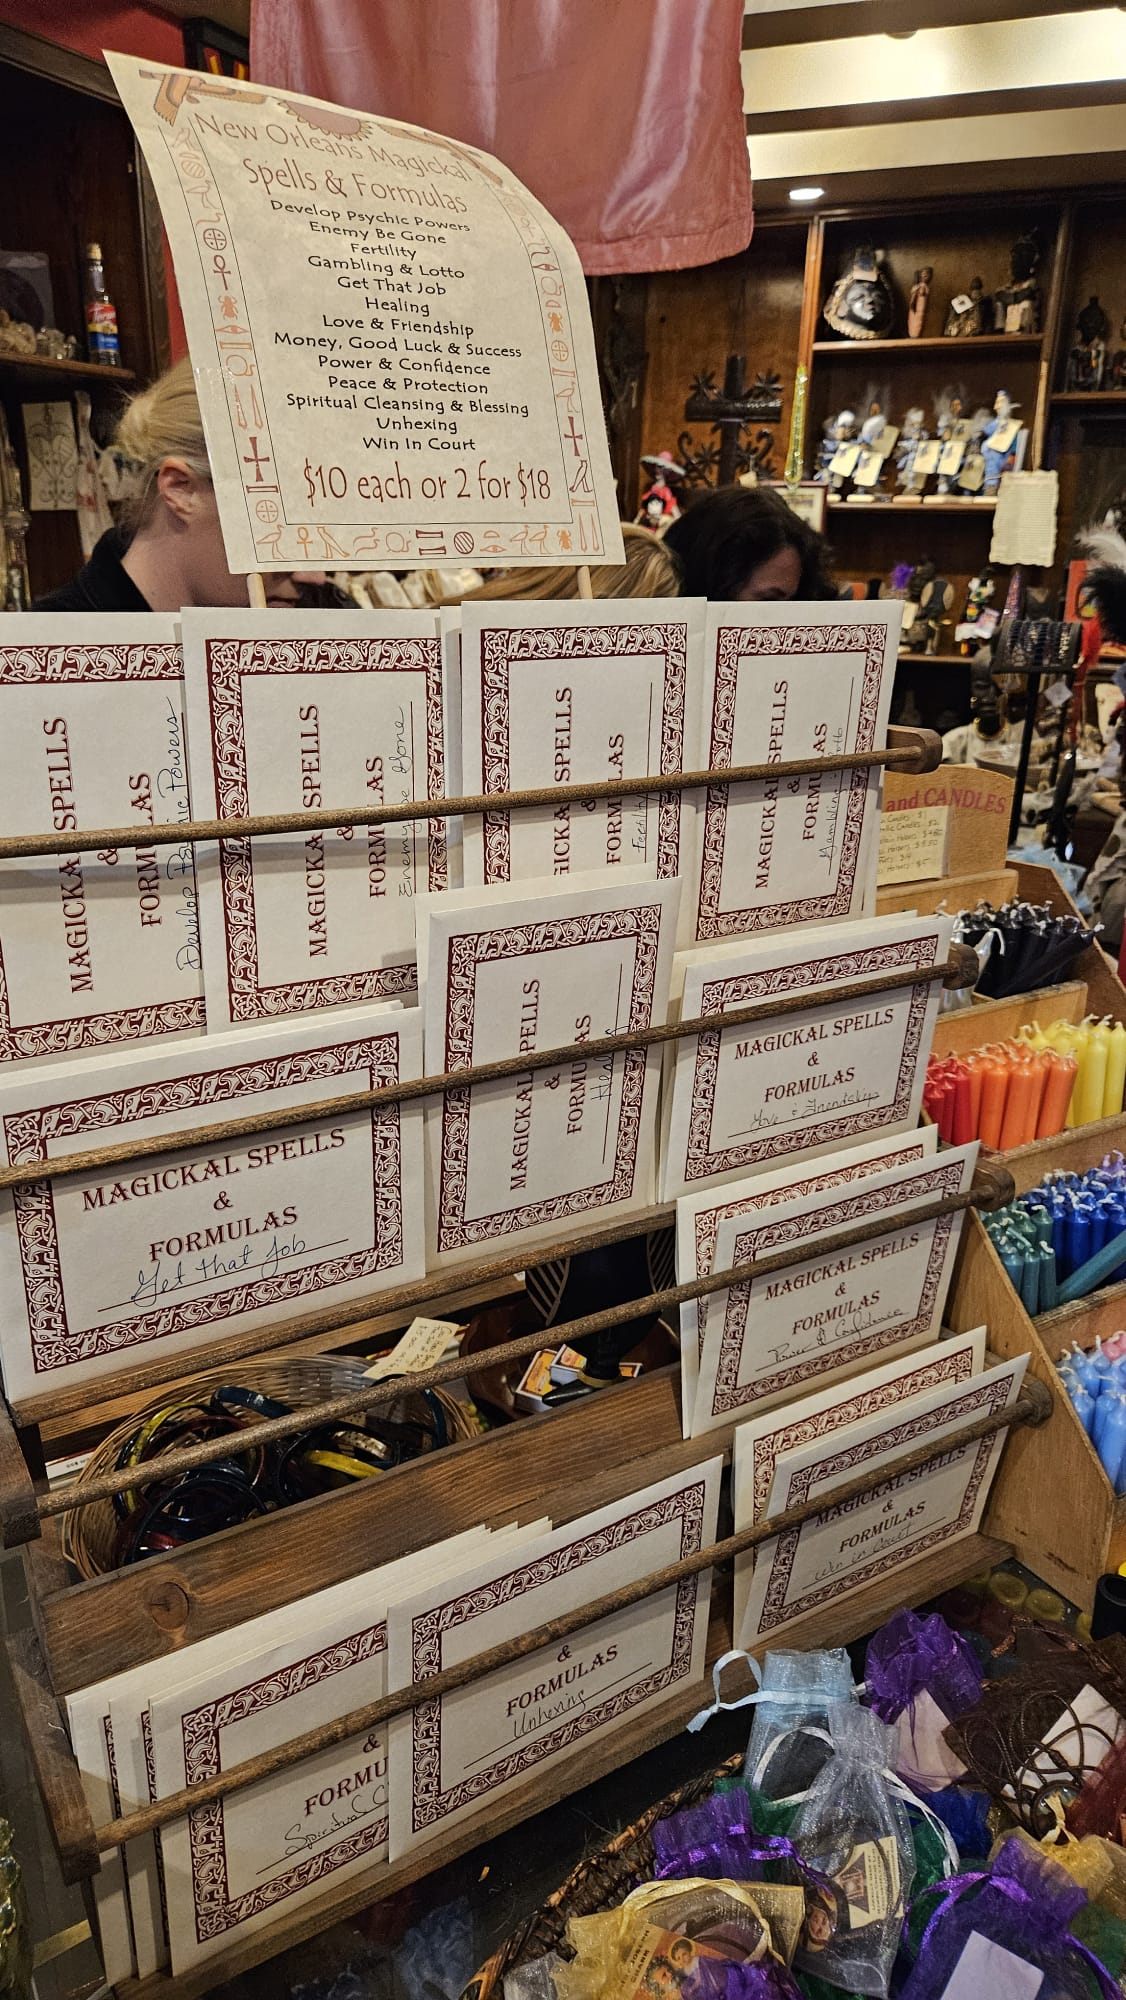 New Orleans Magickal
Spells & Formulas
Develop Psychic Powers
Enemy Be Gone
Fertility
Gambling & Lotto
Get That Job
Healing
Love & Friendship
Money, Good Luck & Success
Power & Confidence
Peace & Protection
Spiritual Cleansing & Blessing
Unhexing
Win In Court
$10 each or 2 for $18
MAGICKAL SPELLS
&
FORMULAS
Develop Powers
MAGICKAL SPELLS
&
FORMULAS
Enemy be Gone
MAGICKAL SPELLS
&
FORMULAS
Fertility
MAGICKAL SPELLS
&
FORMULAS
and CANDLES
MAGICKAL SPELLS
&
FORMULAS
Get That Job
MAGICKAL SPELLS
&
FORMULAS
MAGICKAL SPELLS
&
FORMULAS
Love & Friendship
MAGICKAL SPELLS
&
FORMULAS
Power & Confidence
MAGICKAL SPELLS
&
FORMULAS
Win in Court
&
FORMU
Spiritual C
&
FORMULAS
Unhexing